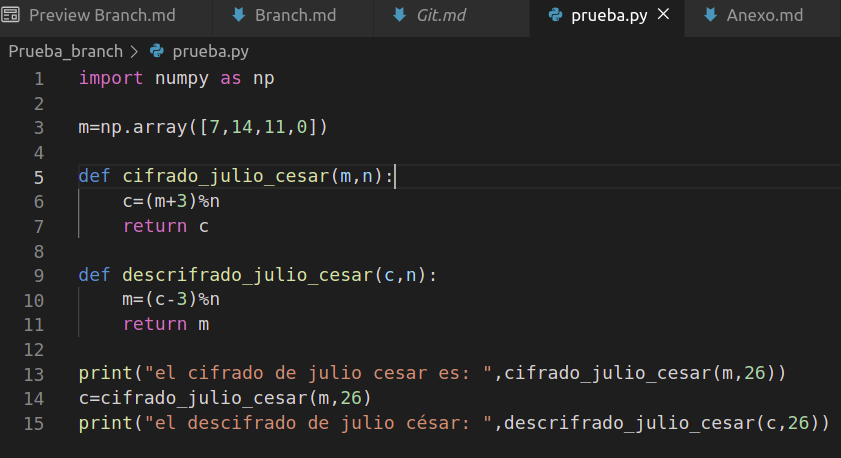 Preview Branch.md Branch.md Git.md prueba.py Anexo.md
Prueba_branch prueba.py
1 import numpy as np
2
3 m=np.array([7,14,11,0])
4
5 def cifrado_julio_cesar(m,n):
6     c=(m+3)%n
7     return c
8
9 def descrifrado_julio_cesar(c,n):
10     m=(c-3)%n
11     return m
12
13 print("el cifrado de julio cesar es: ",cifrado_julio_cesar(m,26))
14 c=cifrado_julio_cesar(m,26)
15 print("el descifrado de julio césar: ",descrifrado_julio_cesar(c,26))